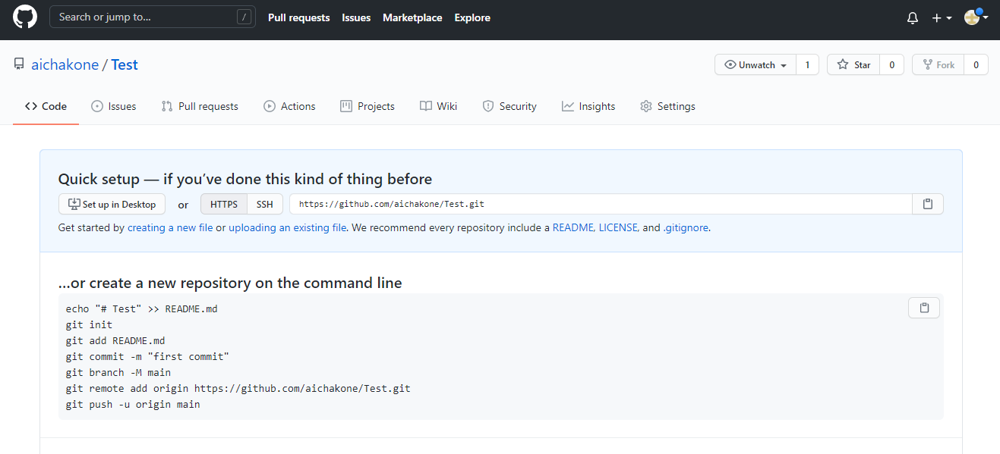 Search or jump to... /
Pull requests Issues Marketplace Explore
aichakone / Test
Unwatch 1 Star 0 Fork 0
Code Issues Pull requests Actions Projects Wiki Security Insights Settings
Quick setup — if you’ve done this kind of thing before
Set up in Desktop or HTTPS SSH https://github.com/aichakone/Test.git
Get started by creating a new file or uploading an existing file. We recommend every repository include a README, LICENSE, and .gitignore.
…or create a new repository on the command line
echo "# Test" >> README.md
git init
git add README.md
git commit -m "first commit"
git branch -M main
git remote add origin https://github.com/aichakone/Test.git
git push -u origin main